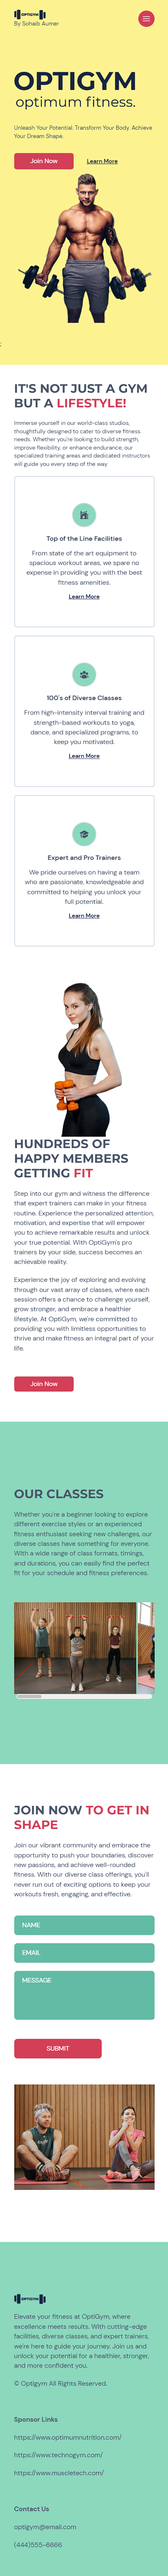 OPTIGYM
By Sohaib Aumer
OPTIGYM
optimum fitness.
Unleash Your Potential. Transform Your Body. Achieve
Your Dream Shape.
Join Now
Learn More
;
IT'S NOT JUST A GYM
BUT A LIFESTYLE!
Immerse yourself in our world-class studios,
thoughtfully designed to cater to diverse fitness
needs. Whether you're looking to build strength,
improve flexibility, or enhance endurance, our
specialized training areas and dedicated instructors
will guide you every step of the way.
Top of the Line Facilities
From state of the art equipment to
spacious workout areas, we spare no
expense in providing you with the best
fitness amenities.
Learn More
100's of Diverse Classes
From high-intensity interval training and
strength-based workouts to yoga,
dance, and specialized programs, to
keep you motivated.
Learn More
Expert and Pro Trainers
We pride ourselves on having a team
who are passionate, knowledgeable and
committed to helping you unlock your
full potential.
Learn More
HUNDREDS OF
HAPPY MEMBERS
GETTING FIT
Step into our gym and witness the difference
that expert trainers can make in your fitness
routine. Experience the personalized attention,
motivation, and expertise that will empower
you to achieve remarkable results and unlock
your true potential. With OptiGym's pro
trainers by your side, success becomes an
achievable reality.
Experience the joy of exploring and evolving
through our vast array of classes, where each
session offers a chance to challenge yourself,
grow stronger, and embrace a healthier
lifestyle. At OptiGym, we're committed to
providing you with limitless opportunities to
thrive and make fitness an integral part of your
life.
Join Now
OUR CLASSES
Whether you're a beginner looking to explore
different exercise styles or an experienced
fitness enthusiast seeking new challenges, our
diverse classes have something for everyone.
With a wide range of class formats, timings,
and durations, you can easily find the perfect
fit for your schedule and fitness preferences.
JOIN NOW TO GET IN
SHAPE
Join our vibrant community and embrace the
opportunity to push your boundaries, discover
new passions, and achieve well-rounded
fitness. With our diverse class offerings, you'll
never run out of exciting options to keep your
workouts fresh, engaging, and effective.
NAME
EMAIL
MESSAGE
SUBMIT
OPTIGYM
Elevate your fitness at OptiGym, where
excellence meets results. With cutting-edge
facilities, diverse classes, and expert trainers,
we're here to guide your journey. Join us and
unlock your potential for a healthier, stronger,
and more confident you.
© Optigym All Rights Reserved.
Sponsor Links
https://www.optimumnutrition.com/
https://www.technogym.com/
https://www.muscletech.com/
Contact Us
optigym@email.com
(444)555-6666